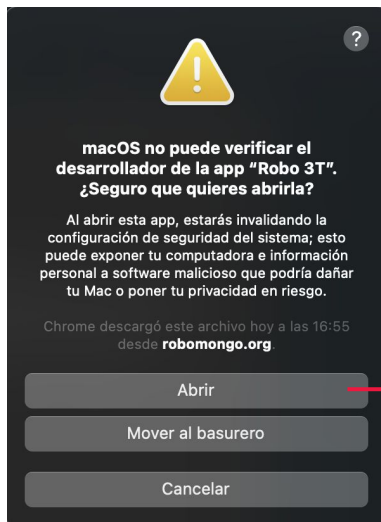 ?
macOS no puede verificar el
desarrollador de la app “Robo 3T”.
¿Seguro que quieres abrirla?
Al abrir esta app, estarás invalidando la
configuración de seguridad del sistema; esto
puede exponer tu computadora e información
personal a software malicioso que podría dañar
tu Mac o poner tu privacidad en riesgo.
Chrome descargó este archivo hoy a las 16:55
desde robomongo.org.
Abrir
Mover al basurero
Cancelar